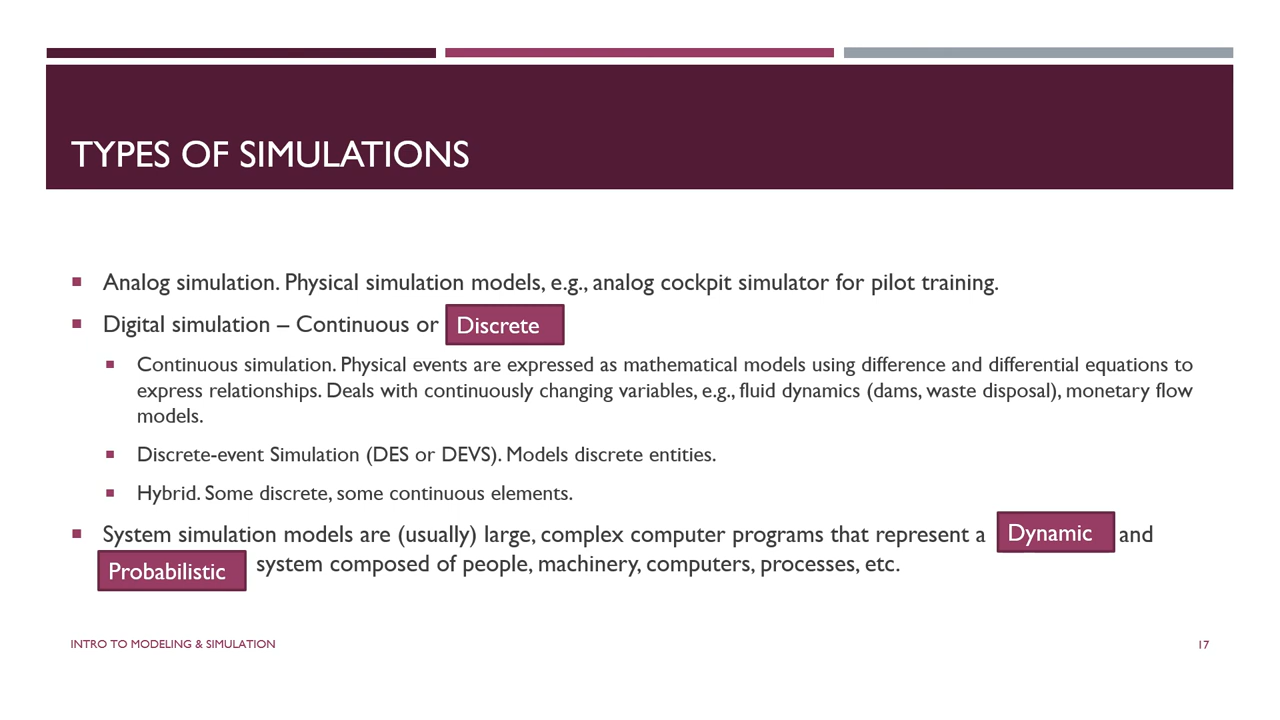 TYPES OF SIMULATIONS
Analog simulation. Physical simulation models, e.g., analog cockpit simulator for pilot training.
Digital simulation – Continuous or Discrete
Continuous simulation. Physical events are expressed as mathematical models using difference and differential equations to
express relationships. Deals with continuously changing variables, e.g., fluid dynamics (dams, waste disposal), monetary flow
models.
Discrete-event Simulation (DES or DEVS). Models discrete entities.
Hybrid. Some discrete, some continuous elements.
System simulation models are (usually) large, complex computer programs that represent a Dynamic and
Probabilistic system composed of people, machinery, computers, processes, etc.
INTRO TO MODELING & SIMULATION 17